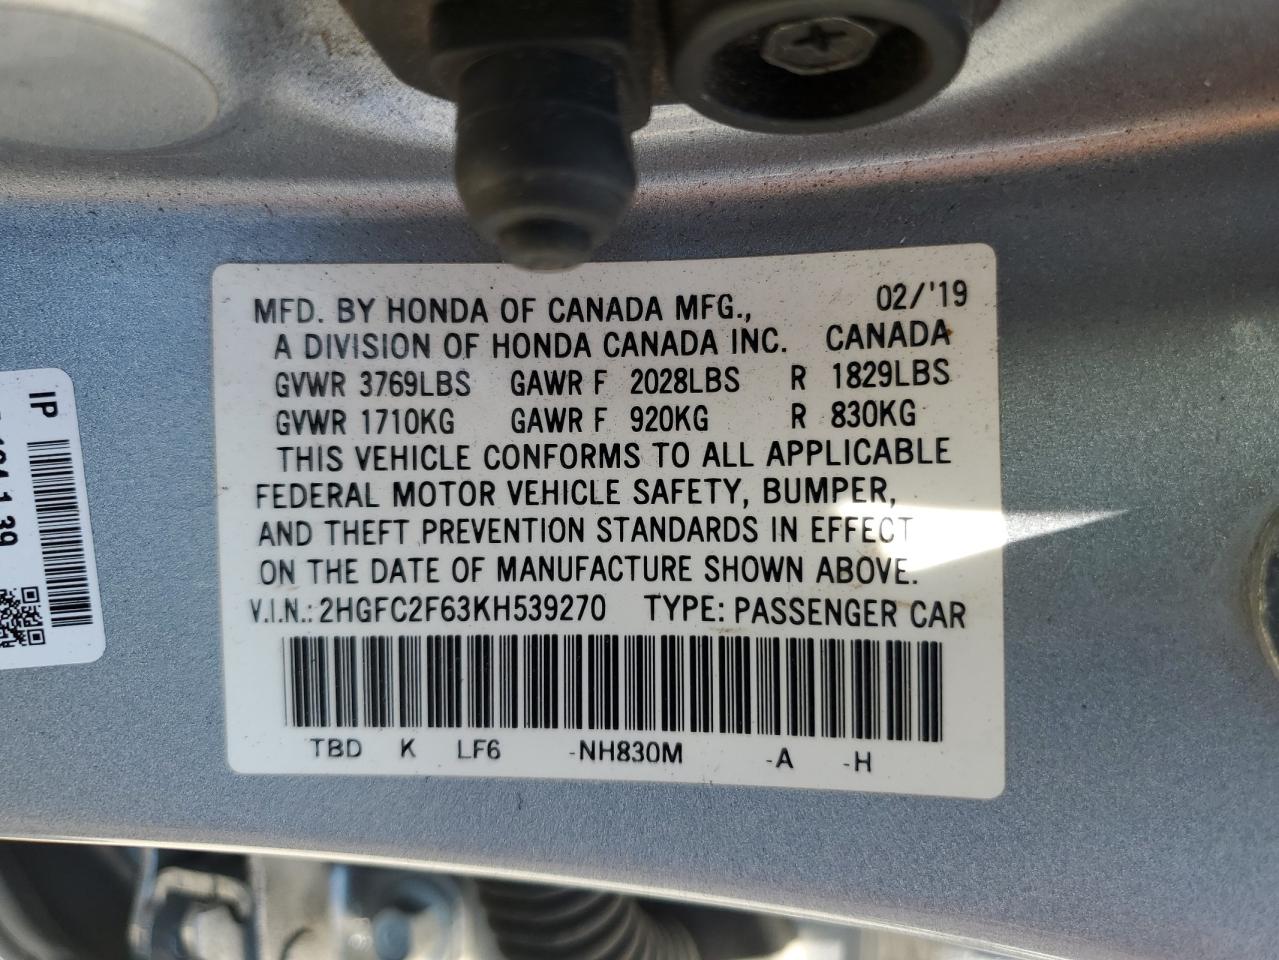 MFD. BY HONDA OF CANADA MFG., 02/'19
A DIVISION OF HONDA CANADA INC. CANADA
GVWR 3769LBS GAWR F 2028LBS R 1829LBS
GVWR 1710KG GAWR F 920KG R 830KG
THIS VEHICLE CONFORMS TO ALL APPLICABLE
FEDERAL MOTOR VEHICLE SAFETY, BUMPER,
AND THEFT PREVENTION STANDARDS IN EFFECT
ON THE DATE OF MANUFACTURE SHOWN ABOVE.
V.I.N.: 2HGFC2F63KH539270 TYPE: PASSENGER CAR
TBD K LF6 -NH830M -A -H
IP